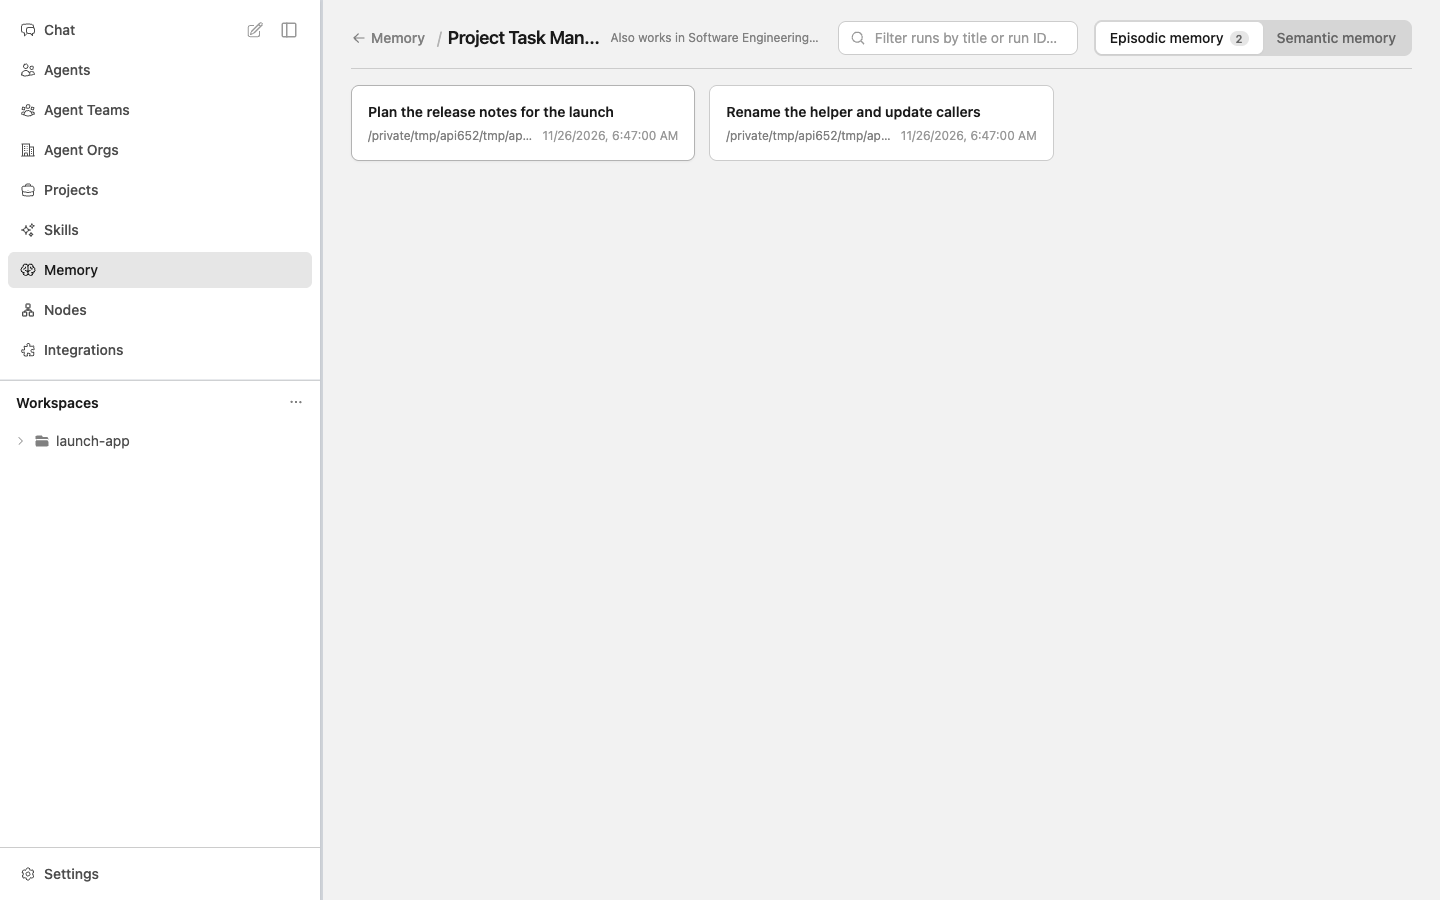 Chat
Agents
Agent Teams
Agent Orgs
Projects
Skills
Memory
Nodes
Integrations
Workspaces
launch-app
Settings
Memory / Project Task Man... Also works in Software Engineering...
Filter runs by title or run ID...
Episodic memory 2
Semantic memory
Plan the release notes for the launch
/private/tmp/api652/tmp/ap... 11/26/2026, 6:47:00 AM
Rename the helper and update callers
/private/tmp/api652/tmp/ap... 11/26/2026, 6:47:00 AM